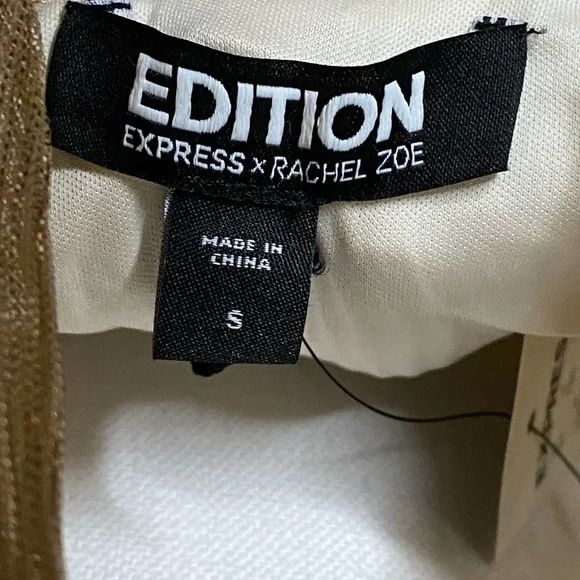 EDITION
EXPRESS x RACHEL ZOE
MADE IN
CHINA
S